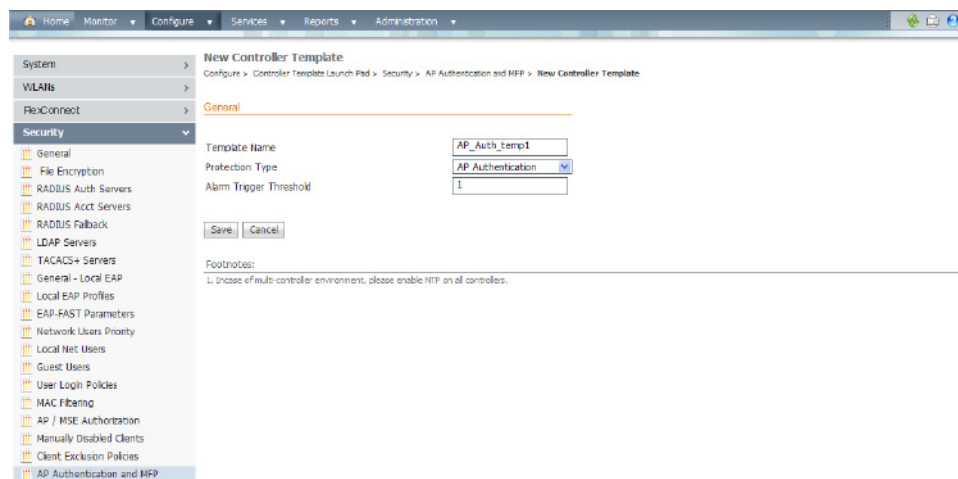 Home Monitor Configure Services Reports Administration
System
WLANs
FlexConnect
Security
General
File Encryption
RADIUS Auth Servers
RADIUS Acct Servers
RADIUS Fallback
LDAP Servers
TACACS+ Servers
General - Local EAP
Local EAP Profiles
EAP-FAST Parameters
Network Users Priority
Local Net Users
Guest Users
User Login Policies
MAC Filtering
AP / MSE Authorization
Manually Disabled Clients
Client Exclusion Policies
AP Authentication and MFP
New Controller Template
Configure > Controller Template Launch Pad > Security > AP Authentication and MFP > New Controller Template
General
Template Name AP_Auth_temp1
Protection Type AP Authentication
Alarm Trigger Threshold 1
Save Cancel
Footnotes:
1. Incase of multi-controller environment, please enable NTP on all controllers.